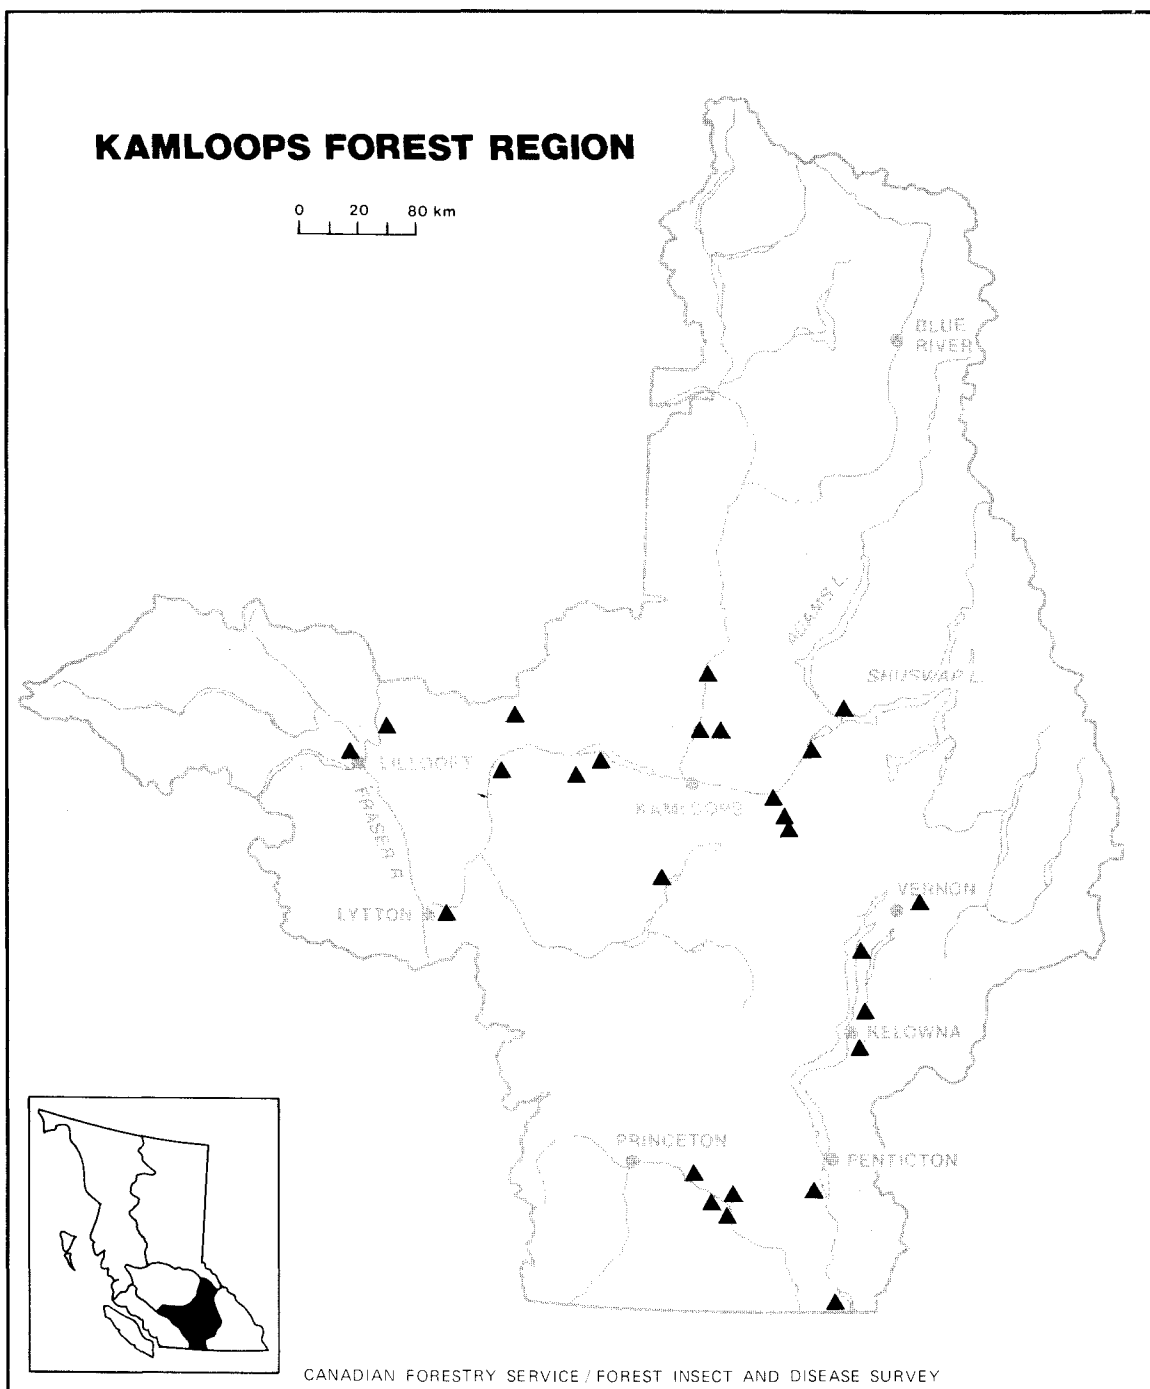 KAMLOOPS FOREST REGION
0 20 80 km
BLUE
RIVER
ADAMS L.
SHUSWAP L.
LILLOOET
FRASER R.
KAMLOOPS
LYTTON
VERNON
KELOWNA
PRINCETON
PENTICTON
CANADIAN FORESTRY SERVICE / FOREST INSECT AND DISEASE SURVEY